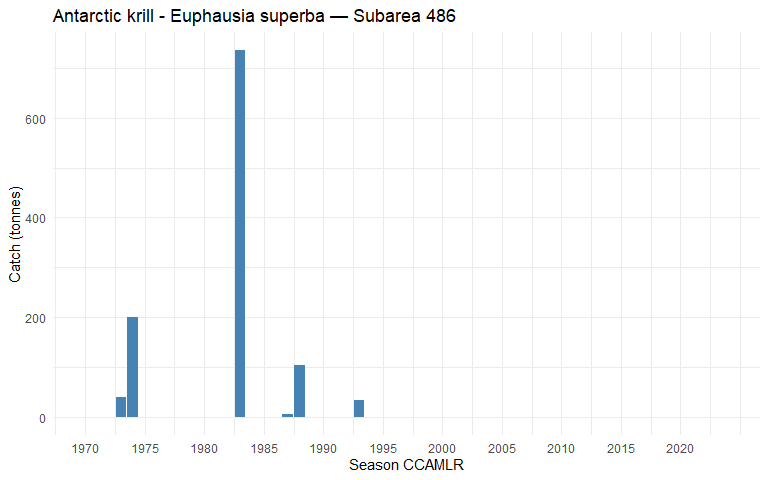 Antarctic krill - Euphausia superba — Subarea 486
Catch (tonnes)
600
400
200
0
1970 1975 1980 1985 1990 1995 2000 2005 2010 2015 2020
Season CCAMLR